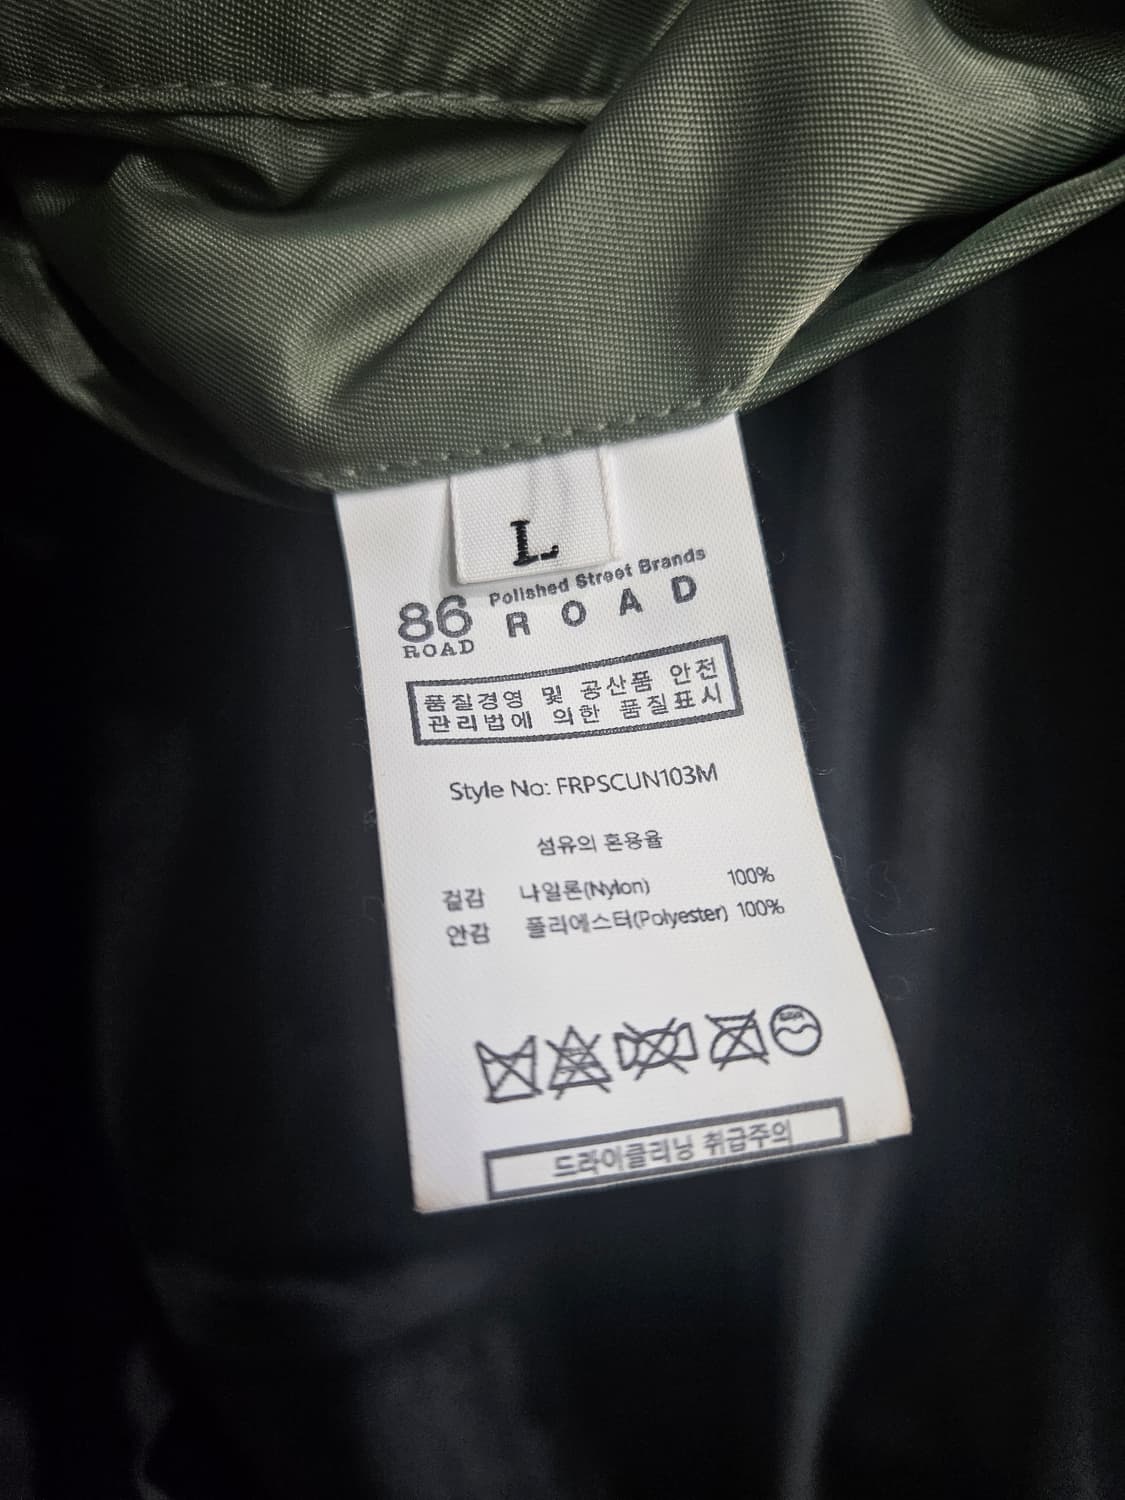 L
Polished Street Brands
86
ROAD
ROAD
품질경영 및 공산품 안전
관리법에 의한 품질표시
Style No: FRPSCUN103M
섬유의 혼용율
겉감 나일론(Nylon) 100%
안감 폴리에스터(Polyester) 100%
드라이클리닝 취급주의